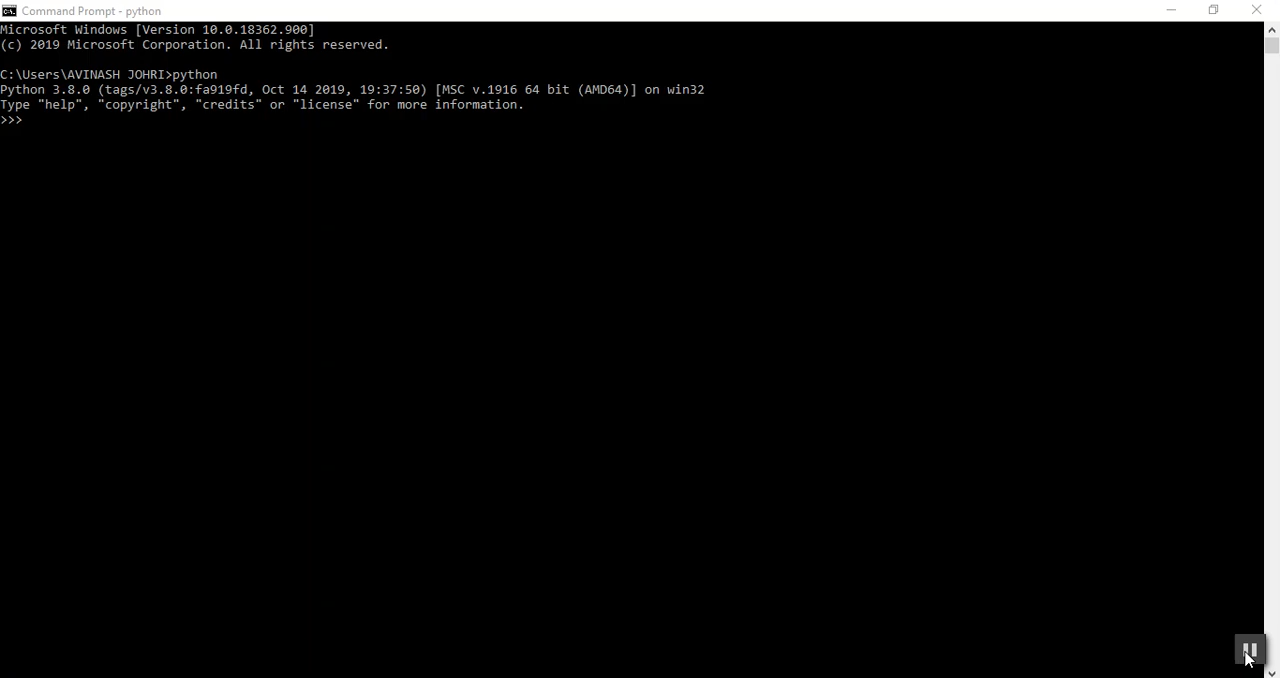 Command Prompt - python
Microsoft Windows [Version 10.0.18362.900]
(c) 2019 Microsoft Corporation. All rights reserved.
C:\Users\AVINASH JOHRI>python
Python 3.8.0 (tags/v3.8.0:fa919fd, Oct 14 2019, 19:37:50) [MSC v.1916 64 bit (AMD64)] on win32
Type "help", "copyright", "credits" or "license" for more information.
>>>